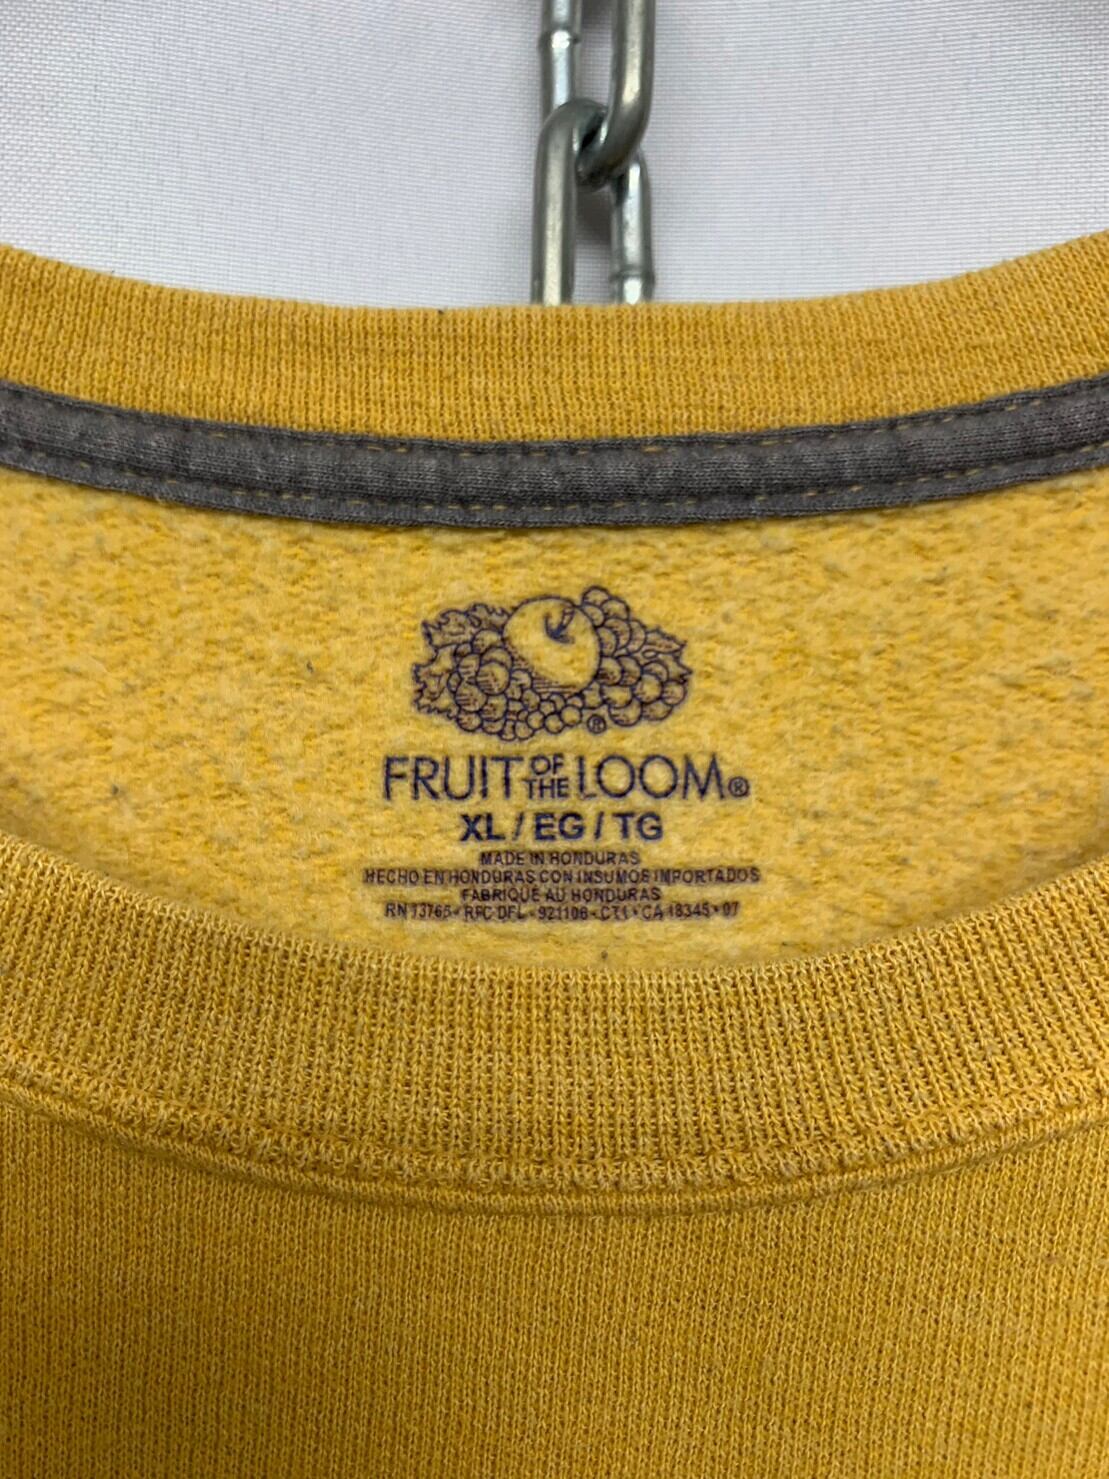 ®
FRUIT OF THE LOOM®
XL / EG / TG
MADE IN HONDURAS
HECHO EN HONDURAS CON INSUMOS IMPORTADOS
FABRIQUÉ AU HONDURAS
RN 13765 • RFC DFL - 921106 - CT1 • CA 18345 • 07